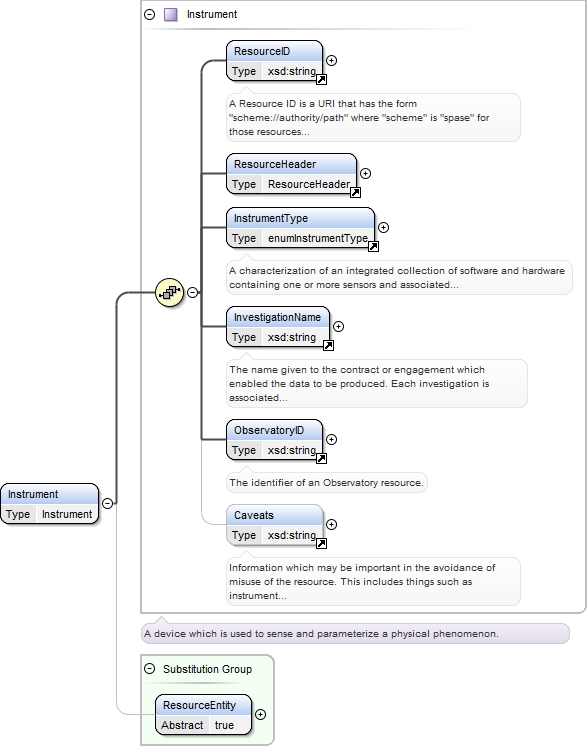 Instrument
ResourceID
Type xsd:string
A Resource ID is a URI that has the form
"scheme://authority/path" where "scheme" is "spase" for
those resources...
ResourceHeader
Type ResourceHeader
InstrumentType
Type enumInstrumentType
A characterization of an integrated collection of software and hardware
containing one or more sensors and associated...
InvestigationName
Type xsd:string
The name given to the contract or engagement which
enabled the data to be produced. Each investigation is
associated...
ObservatoryID
Type xsd:string
The identifier of an Observatory resource.
Instrument
Type Instrument
Caveats
Type xsd:string
Information which may be important in the avoidance of
misuse of the resource. This includes things such as
instrument...
A device which is used to sense and parameterize a physical phenomenon.
Substitution Group
ResourceEntity
Abstract true